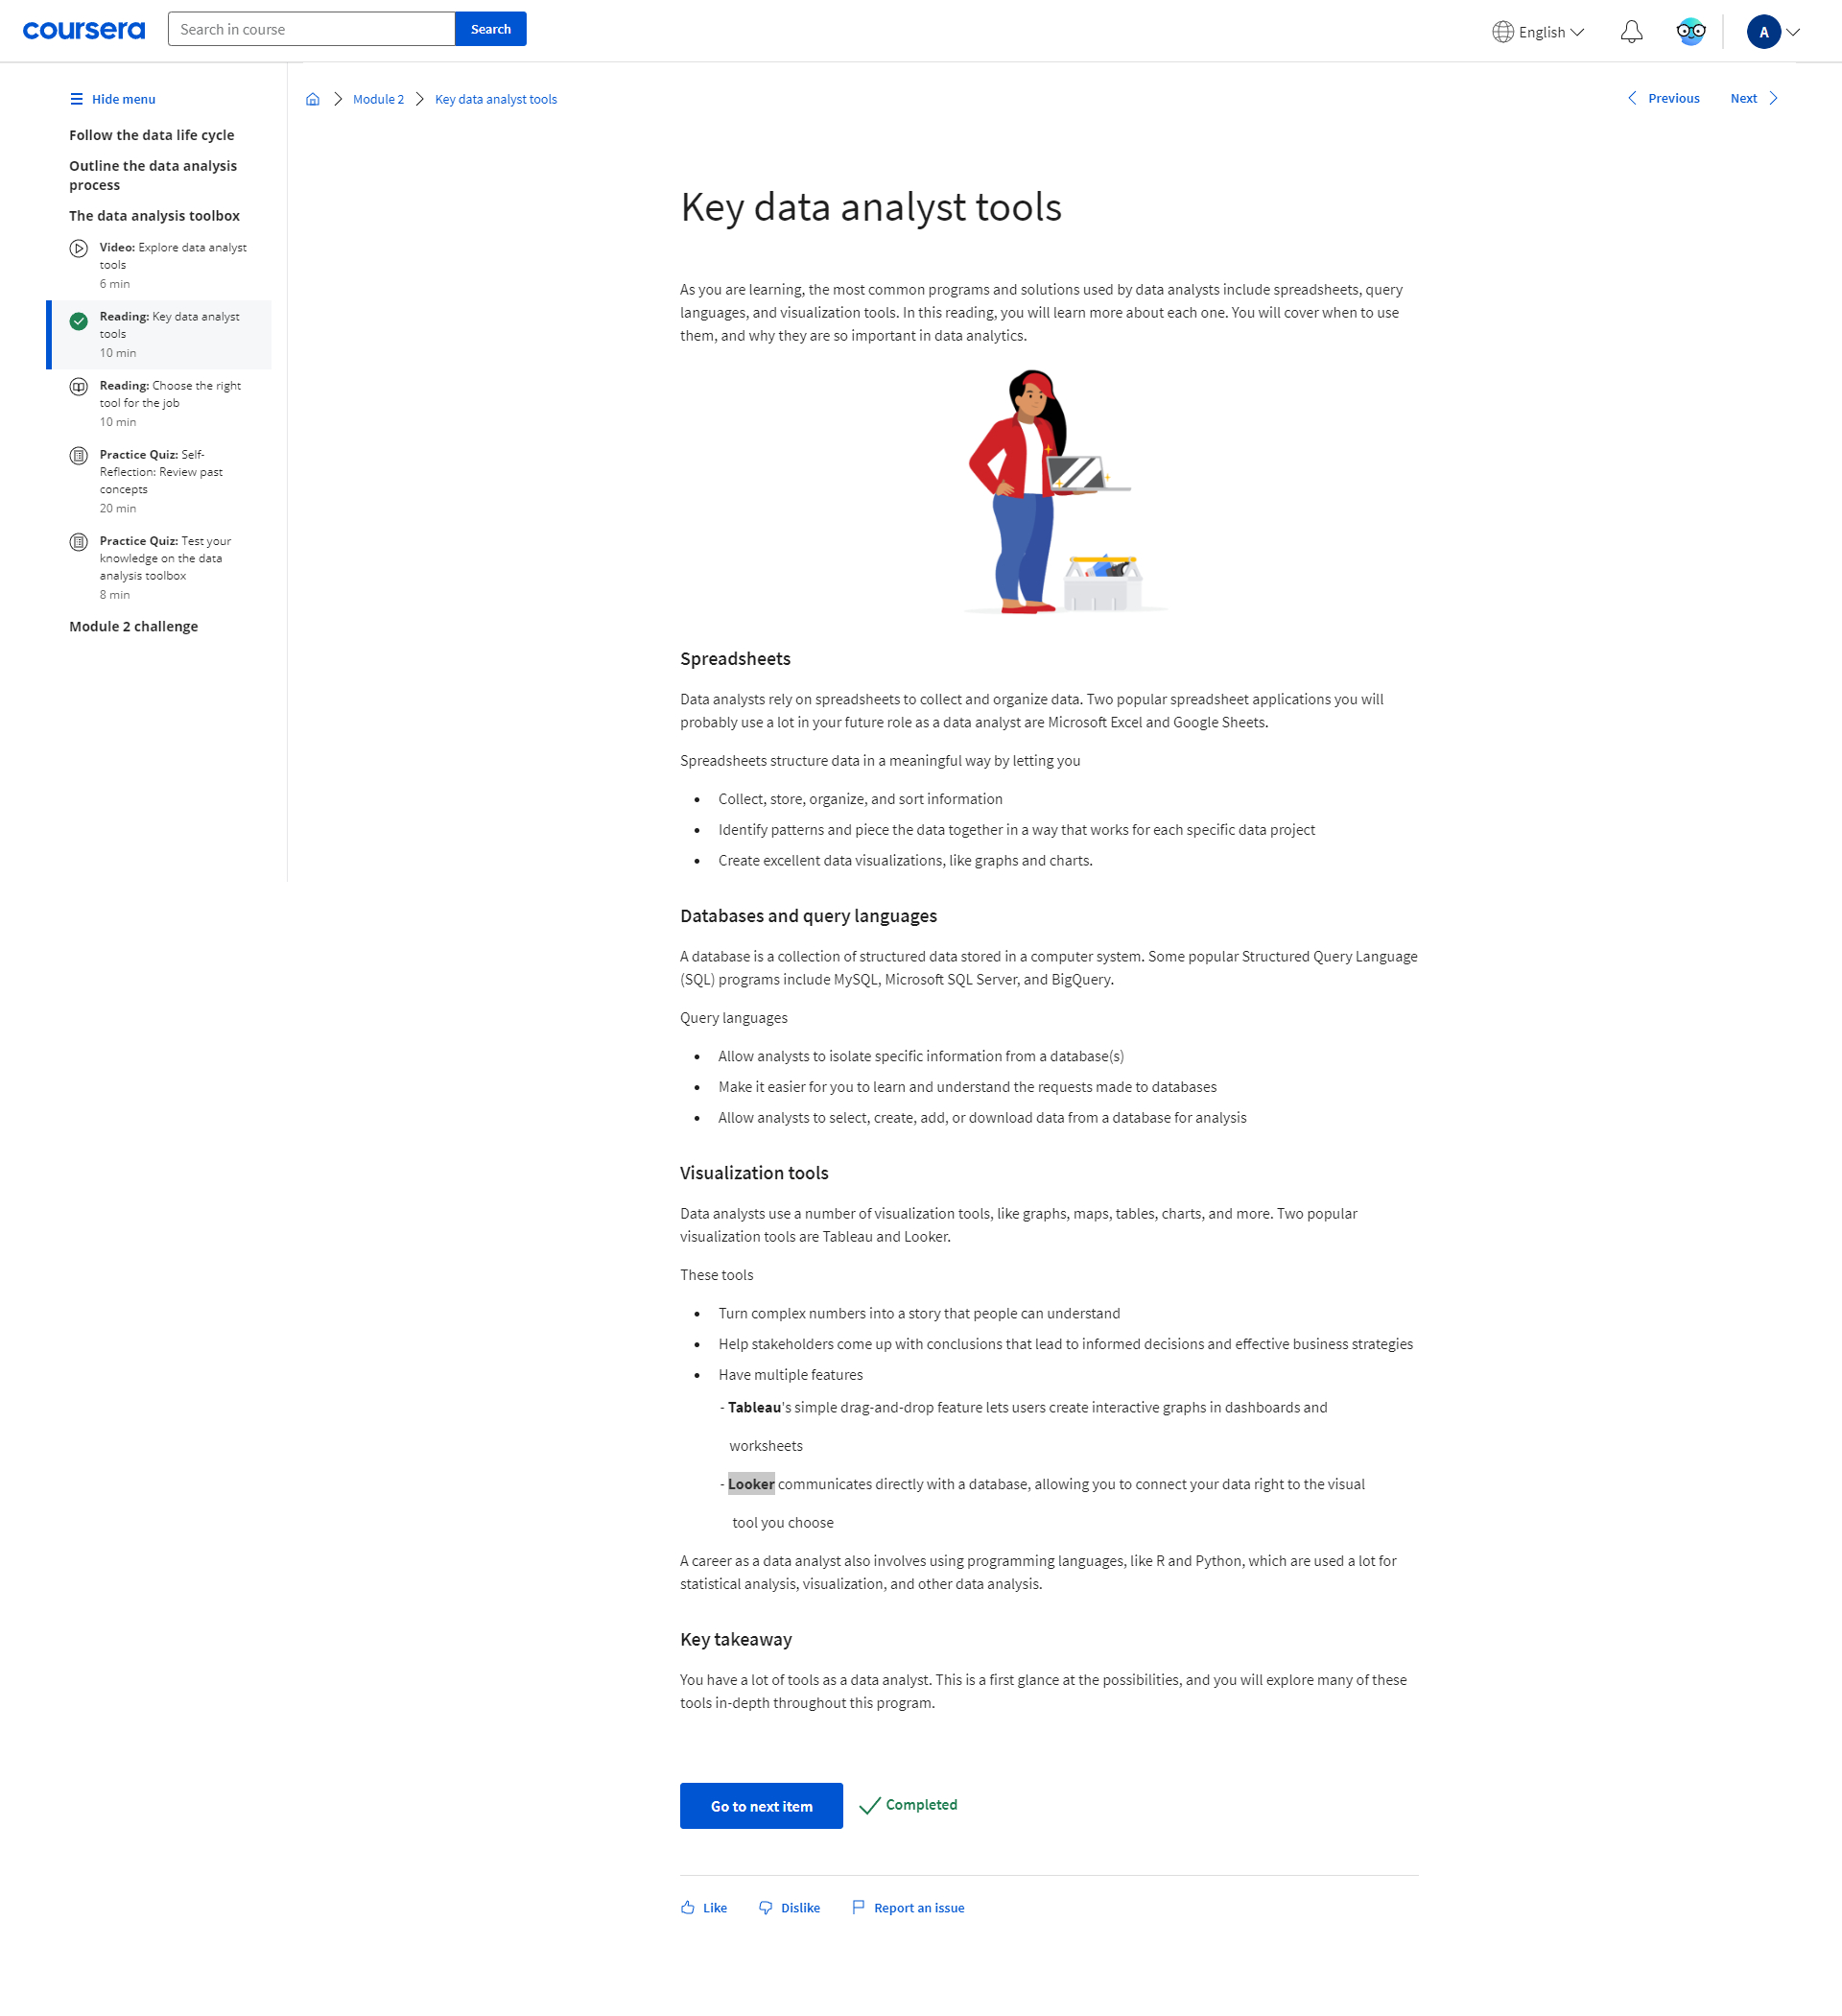 coursera
Search in course
Search
English
A
Hide menu
Follow the data life cycle
Outline the data analysis
process
The data analysis toolbox
Video: Explore data analyst
tools
6 min
Reading: Key data analyst
tools
10 min
Reading: Choose the right
tool for the job
10 min
Practice Quiz: Self-
Reflection: Review past
concepts
20 min
Practice Quiz: Test your
knowledge on the data
analysis toolbox
8 min
Module 2 challenge
Module 2
Key data analyst tools
Previous
Next
Key data analyst tools
As you are learning, the most common programs and solutions used by data analysts include spreadsheets, query
languages, and visualization tools. In this reading, you will learn more about each one. You will cover when to use
them, and why they are so important in data analytics.
Spreadsheets
Data analysts rely on spreadsheets to collect and organize data. Two popular spreadsheet applications you will
probably use a lot in your future role as a data analyst are Microsoft Excel and Google Sheets.
Spreadsheets structure data in a meaningful way by letting you
• Collect, store, organize, and sort information
• Identify patterns and piece the data together in a way that works for each specific data project
• Create excellent data visualizations, like graphs and charts.
Databases and query languages
A database is a collection of structured data stored in a computer system. Some popular Structured Query Language
(SQL) programs include MySQL, Microsoft SQL Server, and BigQuery.
Query languages
• Allow analysts to isolate specific information from a database(s)
• Make it easier for you to learn and understand the requests made to databases
• Allow analysts to select, create, add, or download data from a database for analysis
Visualization tools
Data analysts use a number of visualization tools, like graphs, maps, tables, charts, and more. Two popular
visualization tools are Tableau and Looker.
These tools
• Turn complex numbers into a story that people can understand
• Help stakeholders come up with conclusions that lead to informed decisions and effective business strategies
• Have multiple features
- Tableau's simple drag-and-drop feature lets users create interactive graphs in dashboards and
worksheets
- Looker communicates directly with a database, allowing you to connect your data right to the visual
tool you choose
A career as a data analyst also involves using programming languages, like R and Python, which are used a lot for
statistical analysis, visualization, and other data analysis.
Key takeaway
You have a lot of tools as a data analyst. This is a first glance at the possibilities, and you will explore many of these
tools in-depth throughout this program.
Go to next item
Completed
Like
Dislike
Report an issue